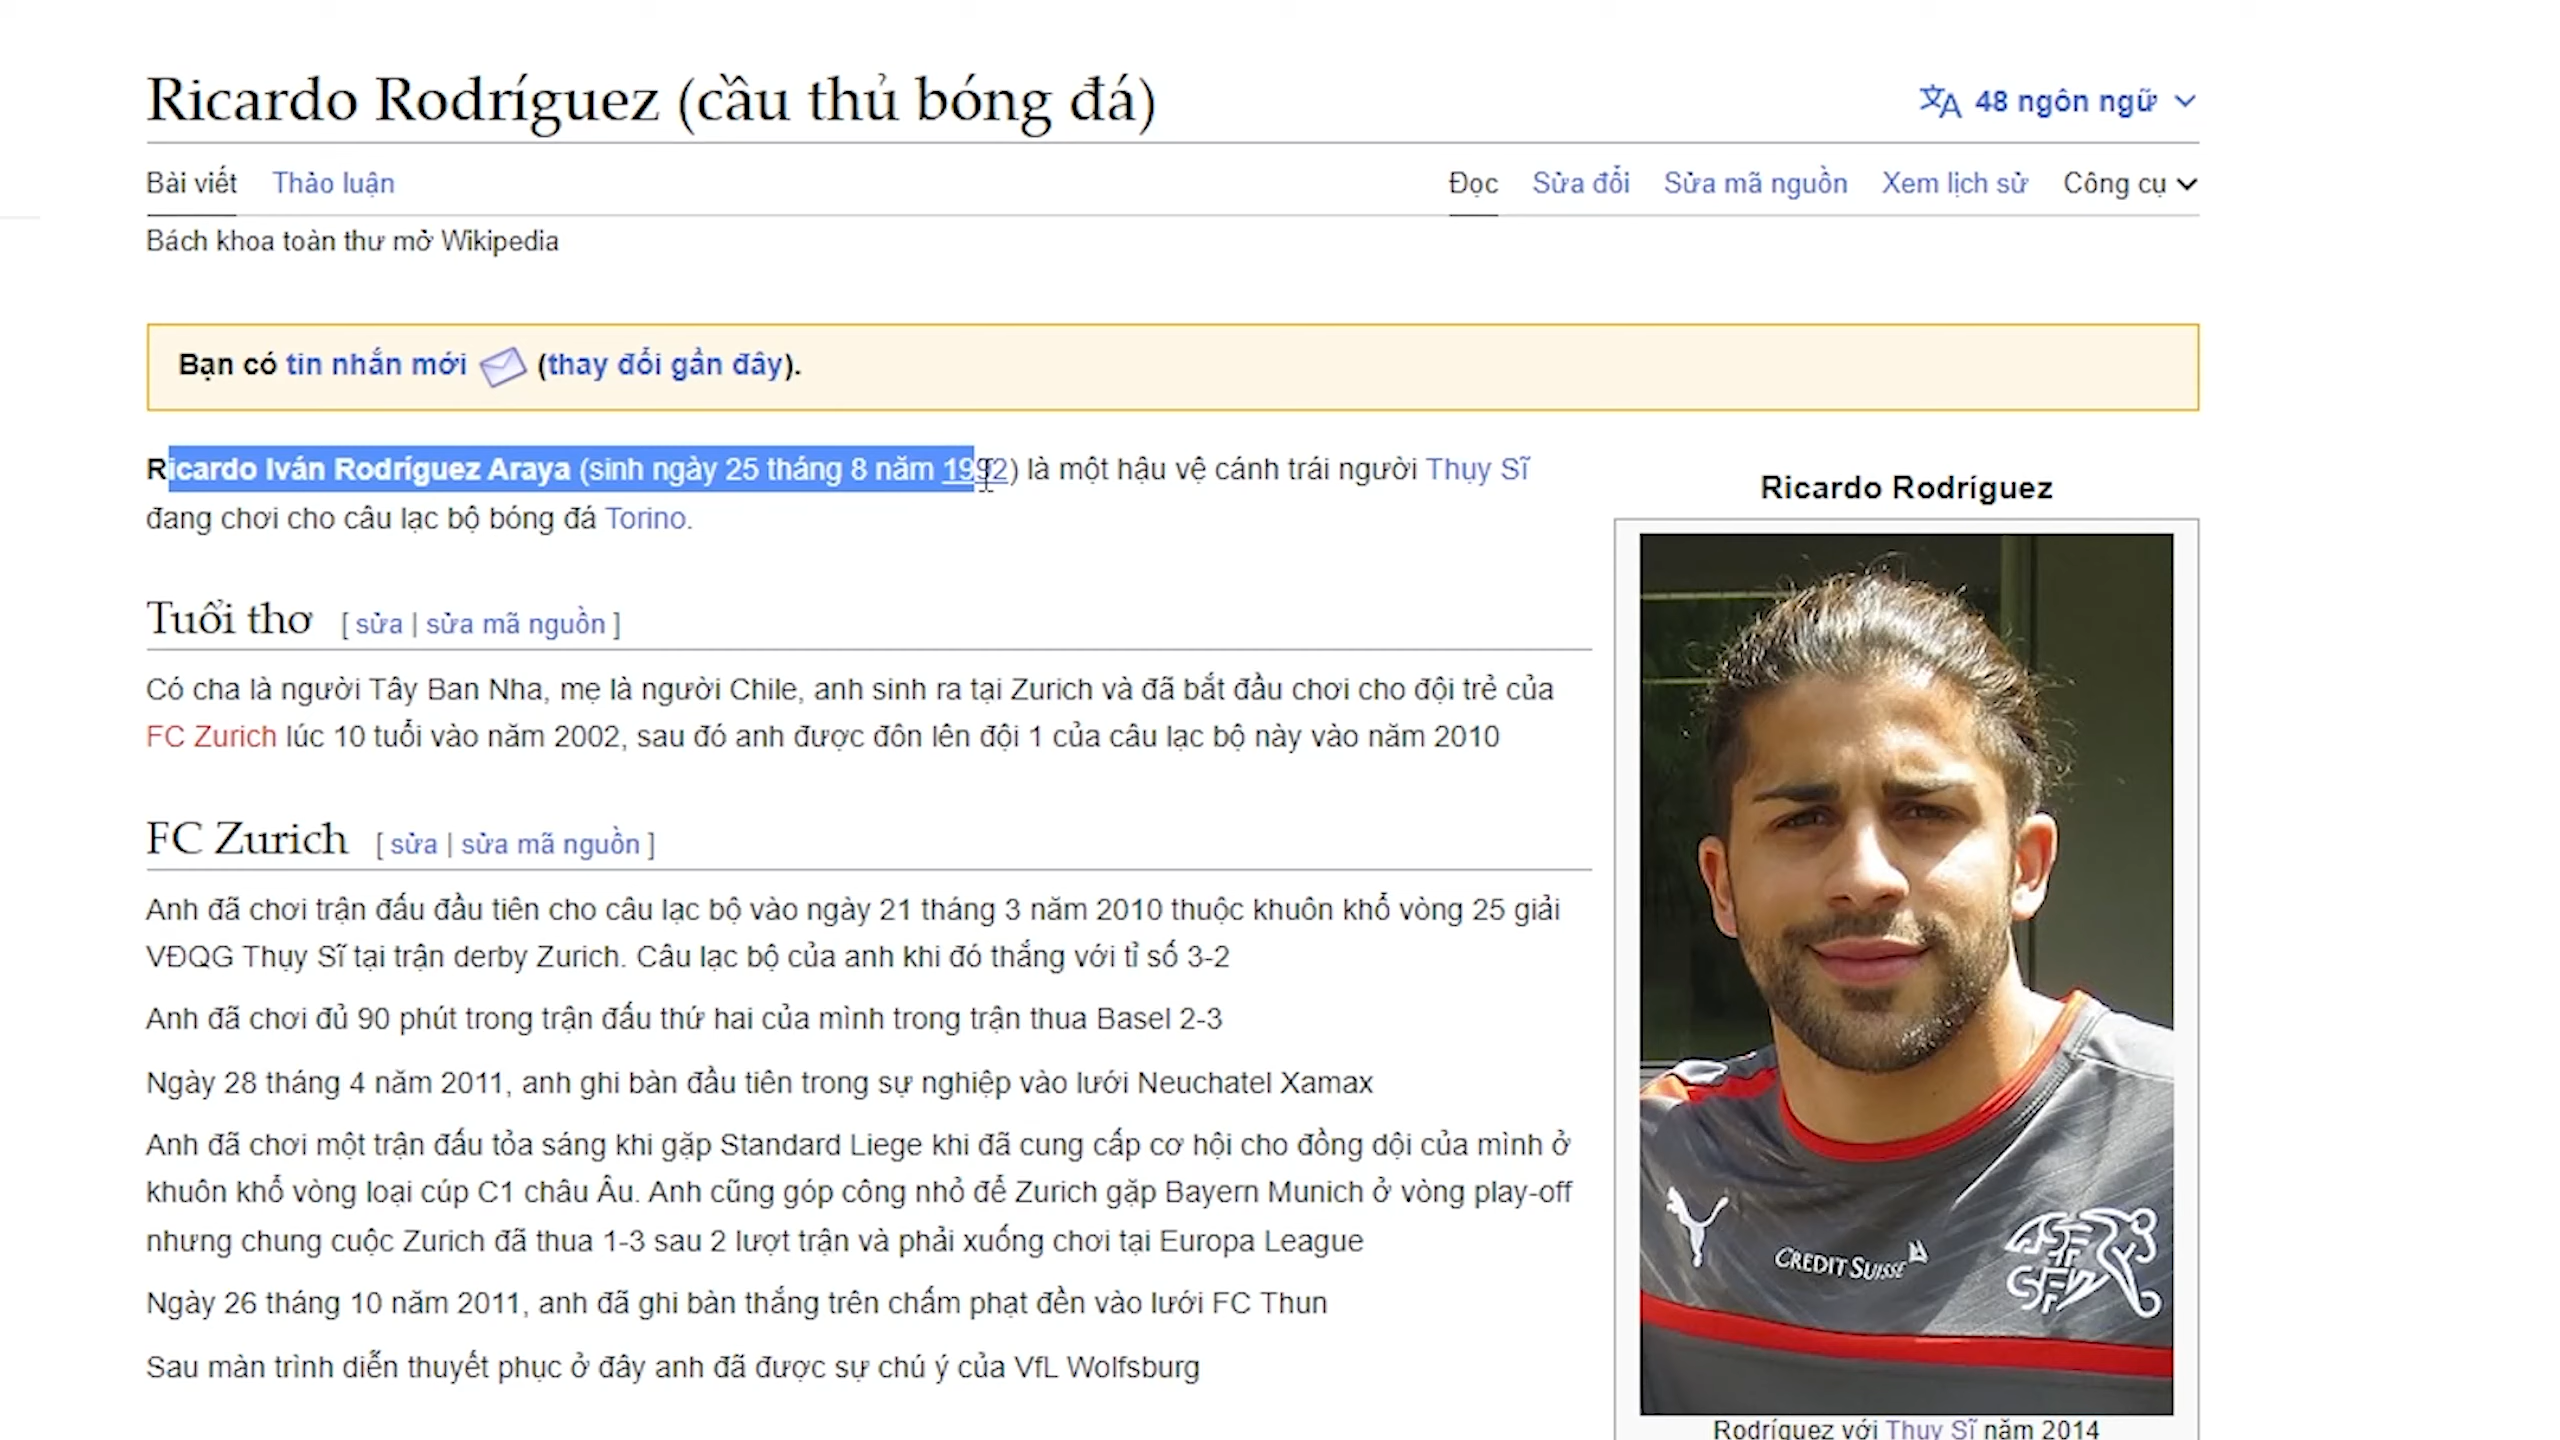 Ricardo Rodríguez (cầu thủ bóng đá)
48 ngôn ngữ
Bài viết Thảo luận
Đọc Sửa đổi Sửa mã nguồn Xem lịch sử Công cụ
Bách khoa toàn thư mở Wikipedia
Bạn có tin nhắn mới (thay đổi gần đây).
Ricardo Iván Rodríguez Araya (sinh ngày 25 tháng 8 năm 1992) là một hậu vệ cánh trái người Thụy Sĩ
đang chơi cho câu lạc bộ bóng đá Torino.
Tuổi thơ [ sửa | sửa mã nguồn ]
Có cha là người Tây Ban Nha, mẹ là người Chile, anh sinh ra tại Zurich và đã bắt đầu chơi cho đội trẻ của
FC Zurich lúc 10 tuổi vào năm 2002, sau đó anh được đôn lên đội 1 của câu lạc bộ này vào năm 2010
FC Zurich [ sửa | sửa mã nguồn ]
Anh đã chơi trận đấu đầu tiên cho câu lạc bộ vào ngày 21 tháng 3 năm 2010 thuộc khuôn khổ vòng 25 giải
VĐQG Thụy Sĩ tại trận derby Zurich. Câu lạc bộ của anh khi đó thắng với tỉ số 3-2
Anh đã chơi đủ 90 phút trong trận đấu thứ hai của mình trong trận thua Basel 2-3
Ngày 28 tháng 4 năm 2011, anh ghi bàn đầu tiên trong sự nghiệp vào lưới Neuchatel Xamax
Anh đã chơi một trận đấu tỏa sáng khi gặp Standard Liege khi đã cung cấp cơ hội cho đồng dội của mình ở
khuôn khổ vòng loại cúp C1 châu Âu. Anh cũng góp công nhỏ để Zurich gặp Bayern Munich ở vòng play-off
nhưng chung cuộc Zurich đã thua 1-3 sau 2 lượt trận và phải xuống chơi tại Europa League
Ngày 26 tháng 10 năm 2011, anh đã ghi bàn thắng trên chấm phạt đền vào lưới FC Thun
Sau màn trình diễn thuyết phục ở đây anh đã được sự chú ý của VfL Wolfsburg
Ricardo Rodríguez
CREDIT SUISSE
ASF
SFV
Rodríguez với Thụy Sĩ năm 2014